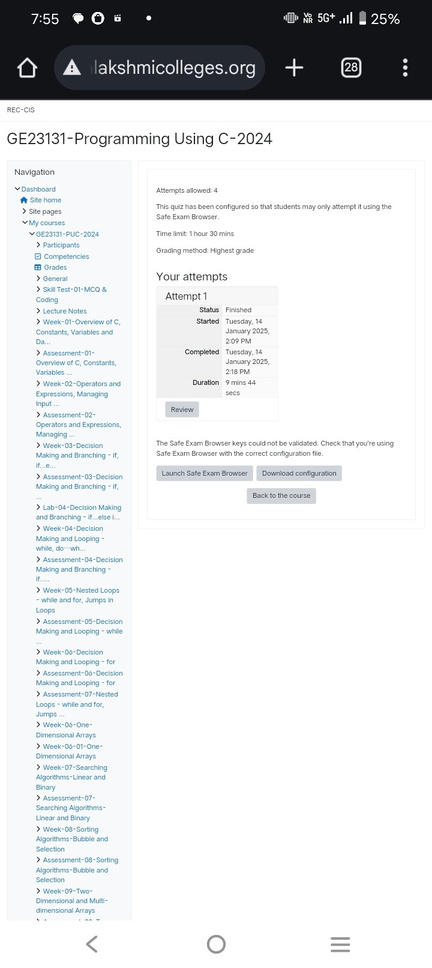 7:55
Vo
NR
5G+
25%
lakshmicolleges.org
28
REC-CIS
GE23131-Programming Using C-2024
Navigation
Dashboard
Site home
Site pages
My courses
GE23131-PUC-2024
Participants
Competencies
Grades
General
Skill Test-01-MCQ &
Coding
Lecture Notes
Week-01-Overview of C,
Constants, Variables and
Da...
Assessment-01-
Overview of C, Constants,
Variables ...
Week-02-Operators and
Expressions, Managing
Input ...
Assessment-02-
Operators and Expressions,
Managing ...
Week-03-Decision
Making and Branching - if,
if...e...
Assessment-03-Decision
Making and Branching - if,
...
Lab-04-Decision Making
and Branching - if...else i...
Week-04-Decision
Making and Looping -
while, do…wh...
Assessment-04-Decision
Making and Branching -
if.....
Week-05-Nested Loops
- while and for, Jumps in
Loops
Assessment-05-Decision
Making and Looping - while
...
Week-06-Decision
Making and Looping - for
Assessment-06-Decision
Making and Looping - for
Assessment-07-Nested
Loops - while and for,
Jumps ...
Week-06-One-
Dimensional Arrays
Week-06-01-One-
Dimensional Arrays
Week-07-Searching
Algorithms-Linear and
Binary
Assessment-07-
Searching Algorithms-
Linear and Binary
Week-08-Sorting
Algorithms-Bubble and
Selection
Assessment-08-Sorting
Algorithms-Bubble and
Selection
Week-09-Two-
Dimensional and Multi-
dimensional Arrays
Attempts allowed: 4
This quiz has been configured so that students may only attempt it using the
Safe Exam Browser.
Time limit: 1 hour 30 mins
Grading method: Highest grade
Your attempts
Attempt 1
Status Finished
Started Tuesday, 14
January 2025,
2:09 PM
Completed Tuesday, 14
January 2025,
2:18 PM
Duration 9 mins 44
secs
Review
The Safe Exam Browser keys could not be validated. Check that you're using
Safe Exam Browser with the correct configuration file.
Launch Safe Exam Browser Download configuration
Back to the course